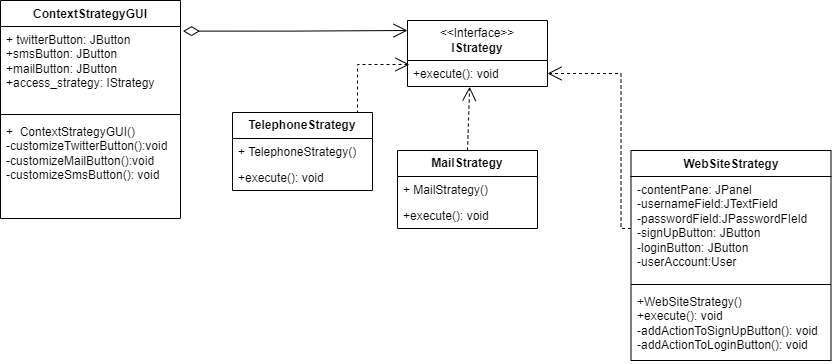 ContextStrategyGUI
+ twitterButton: JButton
+smsButton: JButton
+mailButton: JButton
+access_strategy: IStrategy
+ ContextStrategyGUI()
-customizeTwitterButton():void
-customizeMailButton():void
-customizeSmsButton(): void
<<Interface>>
IStrategy
+execute(): void
TelephoneStrategy
+ TelephoneStrategy()
+execute(): void
MailStrategy
+ MailStrategy()
+execute(): void
WebSiteStrategy
-contentPane: JPanel
-usernameField:JTextField
-passwordField:JPasswordFIeld
-signUpButton: JButton
-loginButton: JButton
-userAccount:User
+WebSiteStrategy()
+execute(): void
-addActionToSignUpButton(): void
-addActionToLoginButton(): void